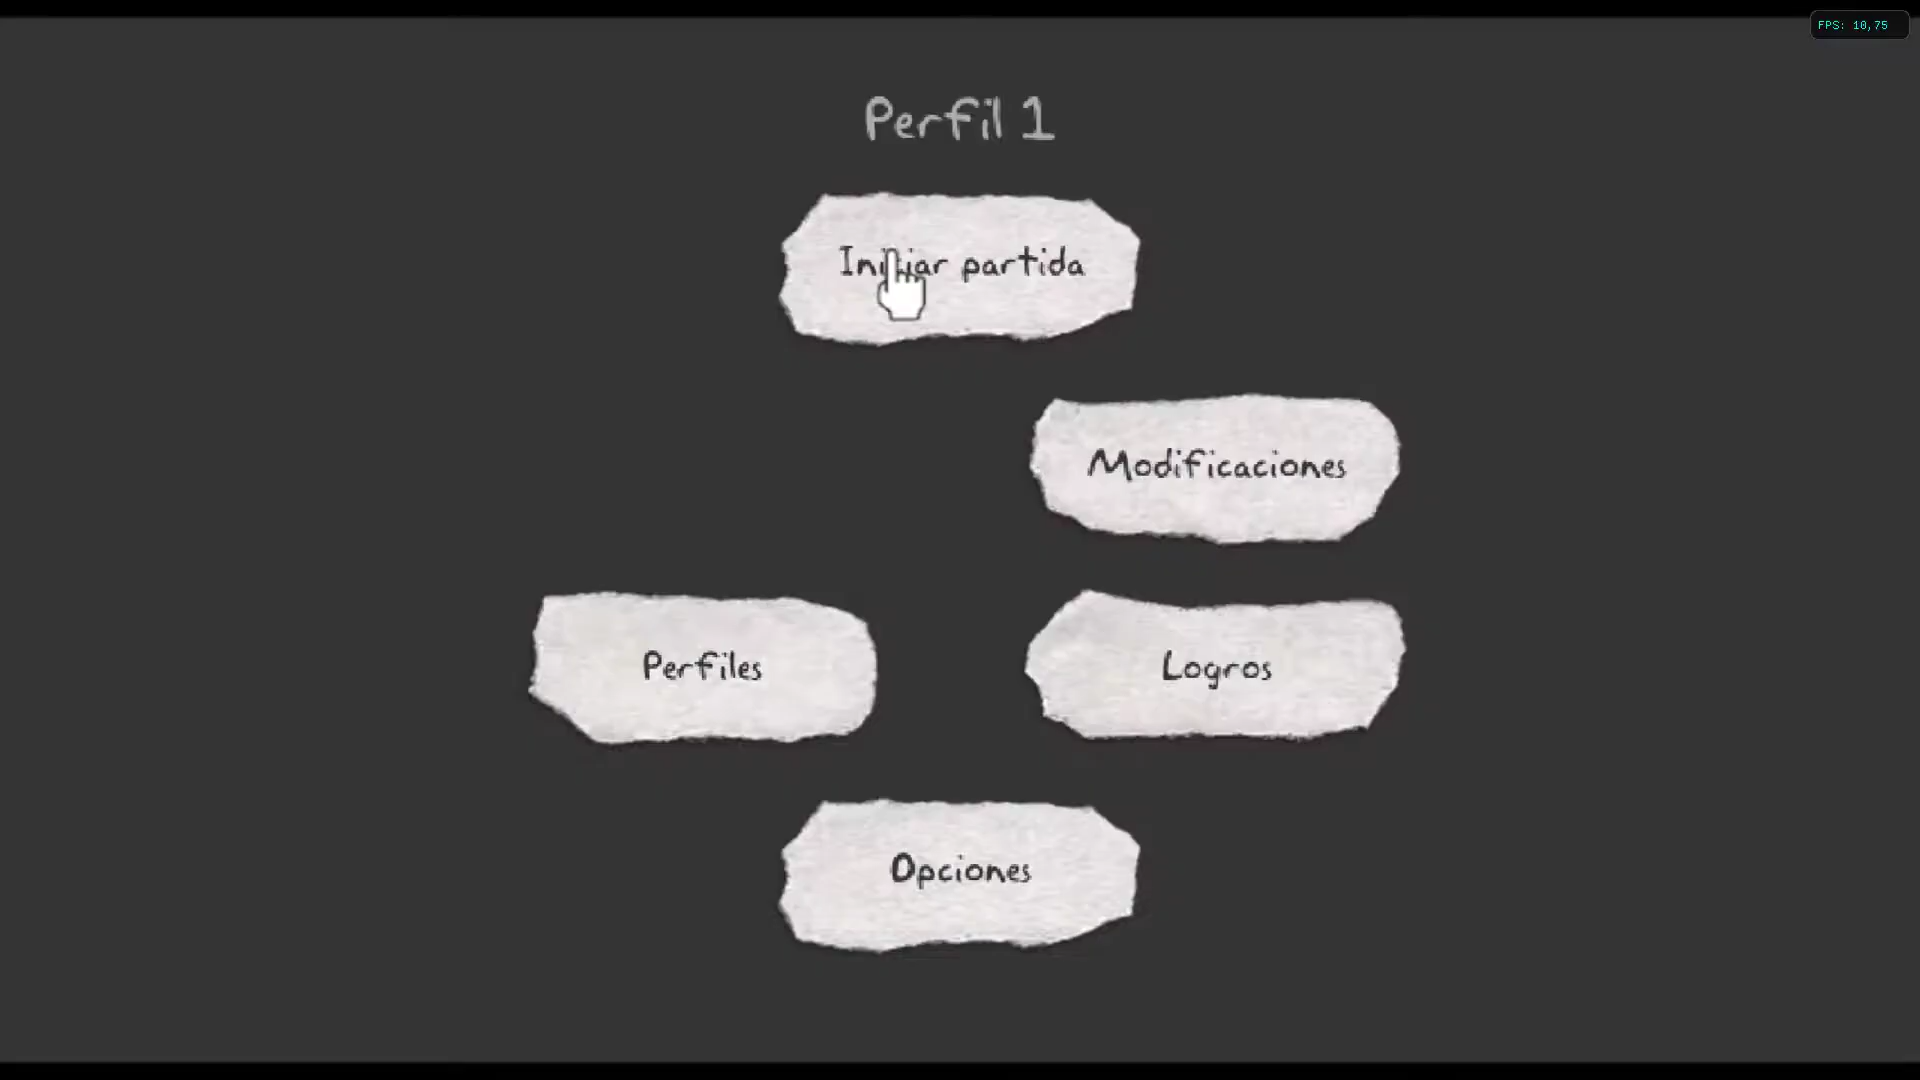 FPS: 10,75
Perfil 1
Iniciar partida
Modificaciones
Perfiles
Logros
Opciones